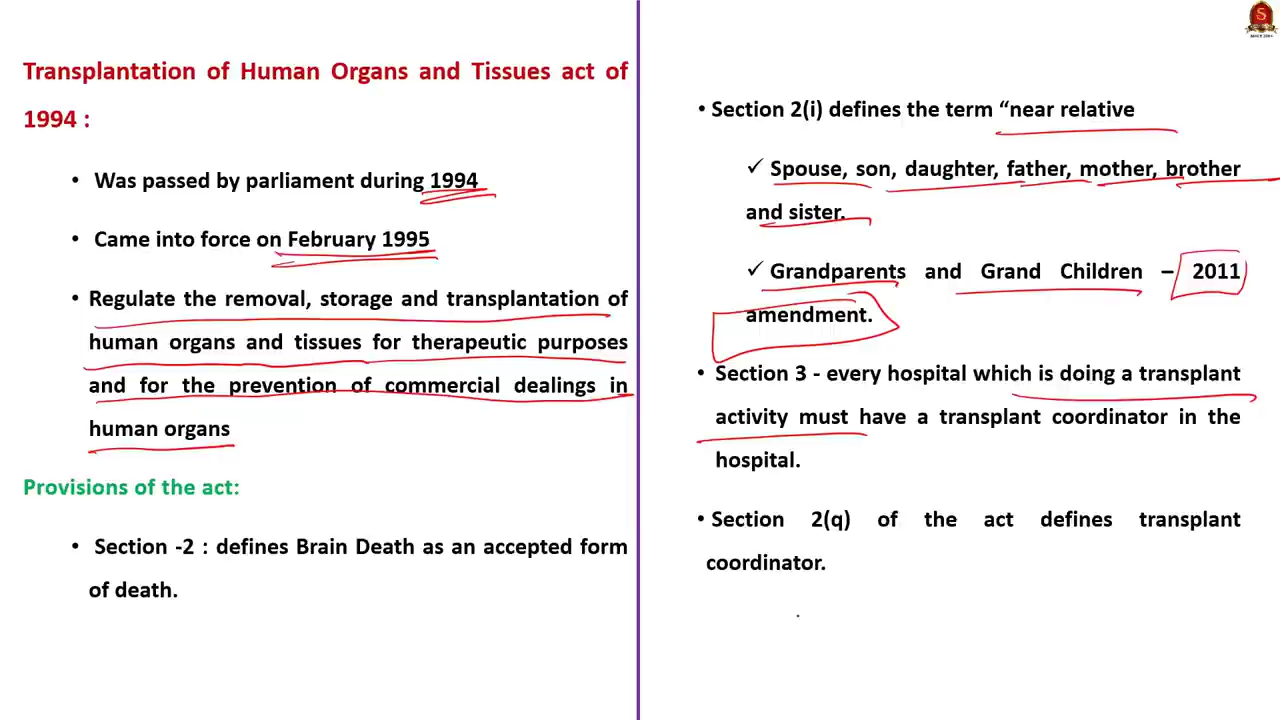 Transplantation of Human Organs and Tissues act of
1994 :
• Was passed by parliament during 1994
• Came into force on February 1995
• Regulate the removal, storage and transplantation of
human organs and tissues for therapeutic purposes
and for the prevention of commercial dealings in
human organs
Provisions of the act:
• Section -2 : defines Brain Death as an accepted form
of death.
• Section 2(i) defines the term “near relative
✓ Spouse, son, daughter, father, mother, brother
and sister.
✓ Grandparents and Grand Children – 2011
amendment.
• Section 3 - every hospital which is doing a transplant
activity must have a transplant coordinator in the
hospital.
• Section 2(q) of the act defines transplant
coordinator.
S